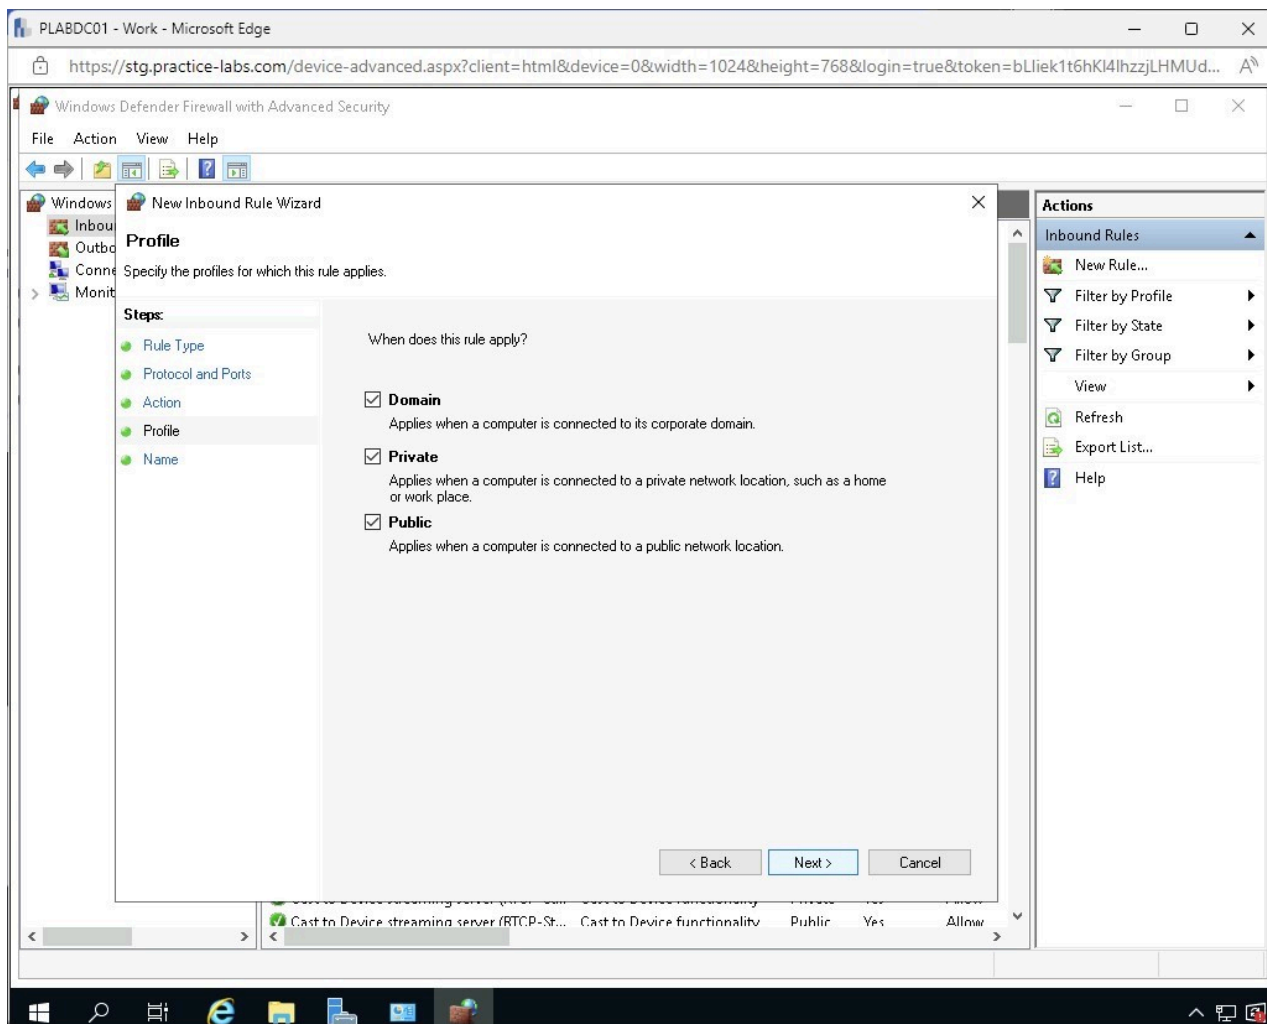 PLABDC01 - Work - Microsoft Edge
https://stg.practice-labs.com/device-advanced.aspx?client=html&device=0&width=1024&height=768&login=true&token=bLliek1t6hKl4lhzzjLHMUd...
Windows Defender Firewall with Advanced Security
File Action View Help
Windows
Inbou
Outbo
Conne
Monit
New Inbound Rule Wizard
Profile
Specify the profiles for which this rule applies.
Steps:
Rule Type
Protocol and Ports
Action
Profile
Name
When does this rule apply?
Domain
Applies when a computer is connected to its corporate domain.
Private
Applies when a computer is connected to a private network location, such as a home
or work place.
Public
Applies when a computer is connected to a public network location.
< Back Next > Cancel
Cast to Device streaming server (RTCP-St... Cast to Device functionality Public Yes Allow
Actions
Inbound Rules
New Rule...
Filter by Profile
Filter by State
Filter by Group
View
Refresh
Export List...
Help